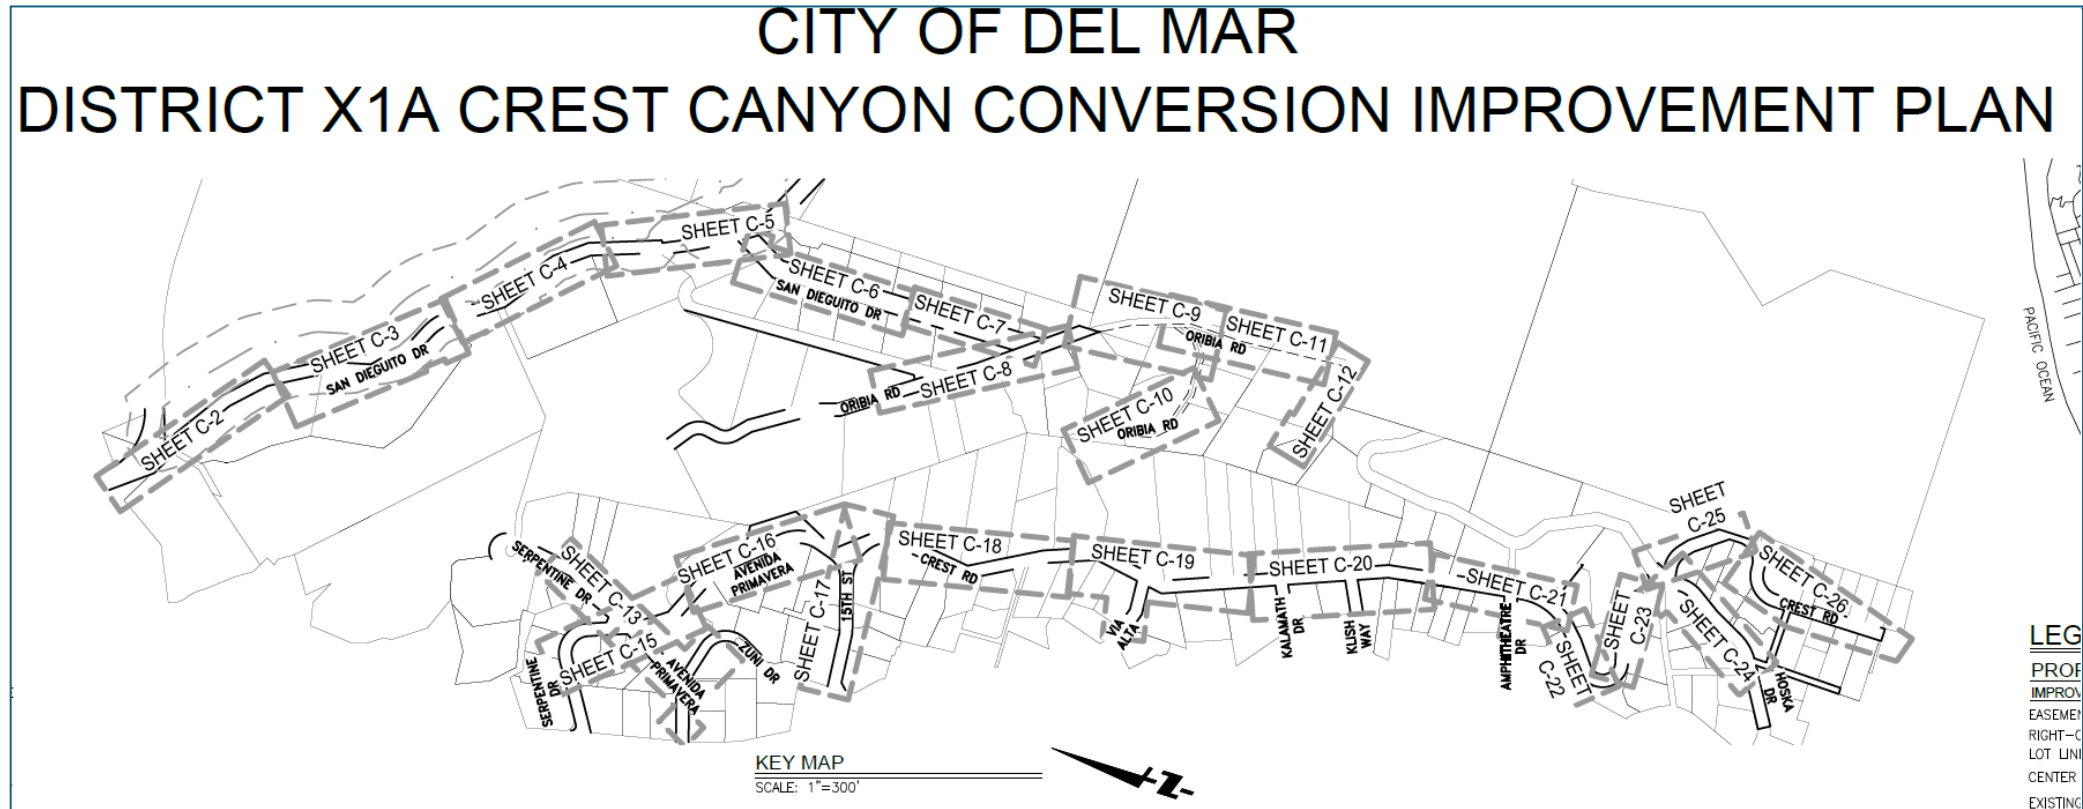 CITY OF DEL MAR
DISTRICT X1A CREST CANYON CONVERSION IMPROVEMENT PLAN
SHEET C-5
SHEET C-4
SHEET C-6
SAN DIEGUITO DR
SHEET C-7
SHEET C-9
ORIBIA RD
SHEET C-11
SHEET C-3
SAN DIEGUITO DR
SHEET C-8
ORIBIA RD
SHEET C-12
SHEET C-10
ORIBIA RD
SHEET C-2
PACIFIC OCEAN
SHEET
C-25
SERPENTINE DR
SHEET C-13
SHEET C-16
AVENIDA
PRIMAVERA
SHEET C-17
15TH ST
SHEET C-18
CREST RD
SHEET C-19
VIA
ALTA
SHEET C-20
KALAMATH
DR
KLISH
WAY
SHEET C-21
AMPHITHEATRE
DR
SHEET
C-22
SHEET
C-23
SHEET C-24
SHEET C-26
CREST RD
HOSKA
DR
SHEET C-15
SERPENTINE
DR
AVENIDA
PRIMAVERA
ZUNI DR
KEY MAP
SCALE: 1"=300'
Z
LEG
PROP
IMPROV
EASEMEN
RIGHT-O
LOT LINE
CENTER
EXISTING